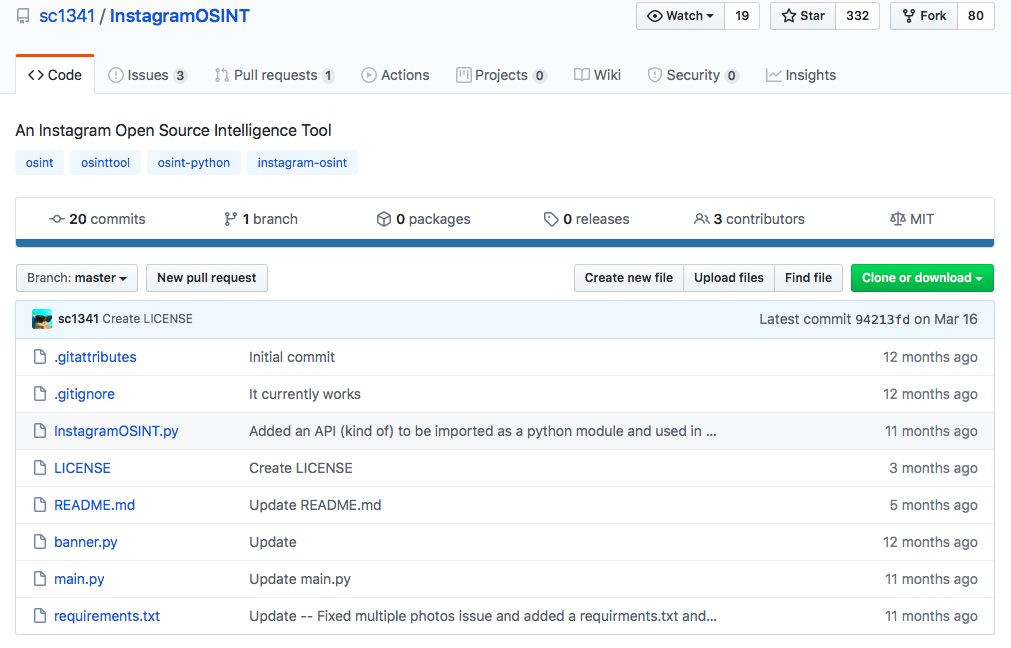 sc1341 / InstagramOSINT Watch 19 Star 332 Fork 80
Code Issues 3 Pull requests 1 Actions Projects 0 Wiki Security 0 Insights
An Instagram Open Source Intelligence Tool
osint osinttool osint-python instagram-osint
20 commits 1 branch 0 packages 0 releases 3 contributors MIT
Branch: master New pull request Create new file Upload files Find file Clone or download
sc1341 Create LICENSE Latest commit 94213fd on Mar 16
.gitattributes Initial commit 12 months ago
.gitignore It currently works 12 months ago
InstagramOSINT.py Added an API (kind of) to be imported as a python module and used in ... 11 months ago
LICENSE Create LICENSE 3 months ago
README.md Update README.md 5 months ago
banner.py Update 12 months ago
main.py Update main.py 11 months ago
requirements.txt Update -- Fixed multiple photos issue and added a requirments.txt and... 11 months ago